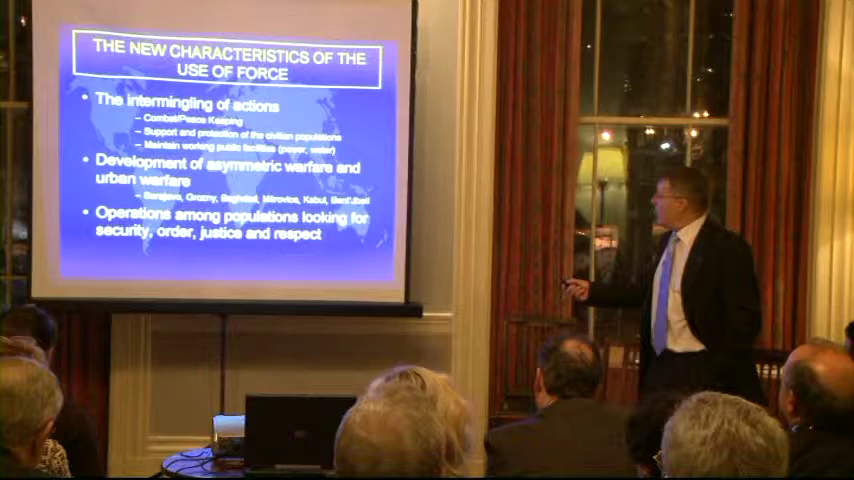 THE NEW CHARACTERISTICS OF THE
USE OF FORCE
• The intermingling of actions
– Combat/Peace Keeping
– Support and protection of the civilian populations
– Maintain working public facilities (power, water)
• Development of asymmetric warfare and
urban warfare
– Sarajevo, Grozny, Baghdad, Mitrovica, Kabul,
• Operations among populations looking for
security, order, justice and respect